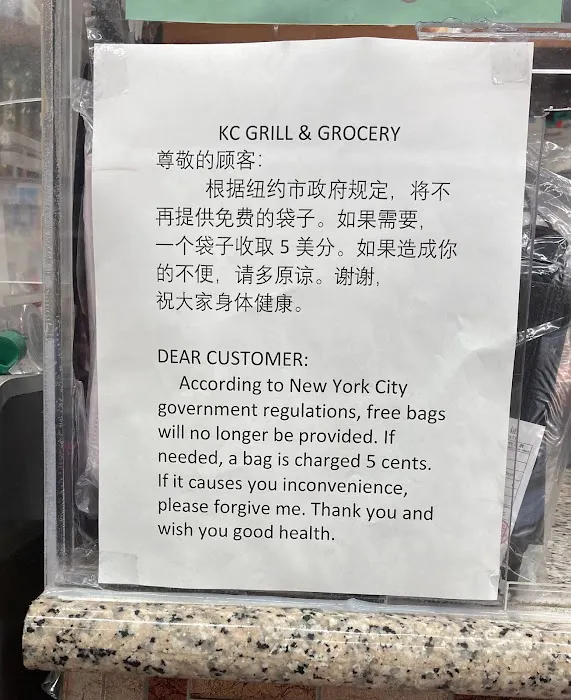 KC GRILL & GROCERY
尊敬的顾客：
根据纽约市政府规定，将不
再提供免费的袋子。如果需要，
一个袋子收取 5 美分。如果造成你
的不便，请多原谅。谢谢，
祝大家身体健康。
DEAR CUSTOMER:
According to New York City
government regulations, free bags
will no longer be provided. If
needed, a bag is charged 5 cents.
If it causes you inconvenience,
please forgive me. Thank you and
wish you good health.